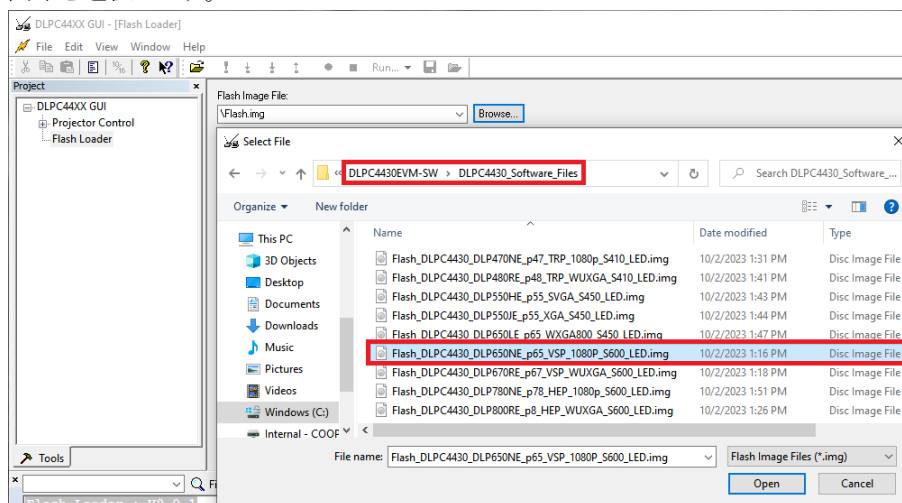 DLPC44XX GUI - [Flash Loader]
File Edit View Window Help
Run...
Project
DLPC44XX GUI
Projector Control
Flash Loader
Flash Image File:
\Flash.img
Browse...
Select File
« DLPC4430EVM-SW > DLPC4430_Software_Files
Search DLPC4430_Software_...
Organize
New folder
Name Date modified Type
This PC
3D Objects
Desktop
Documents
Downloads
Music
Pictures
Videos
Windows (C:)
Internal - COOF
Flash_DLPC4430_DLP470NE_p47_TRP_1080p_S410_LED.img 10/2/2023 1:31 PM Disc Image File
Flash_DLPC4430_DLP480RE_p48_TRP_WUXGA_S410_LED.img 10/2/2023 1:41 PM Disc Image File
Flash_DLPC4430_DLP550HE_p55_SVGA_S450_LED.img 10/2/2023 1:43 PM Disc Image File
Flash_DLPC4430_DLP550JE_p55_XGA_S450_LED.img 10/2/2023 1:44 PM Disc Image File
Flash_DLPC4430_DLP650LE_p65_WXGA800_S450_LED.img 10/2/2023 1:47 PM Disc Image File
Flash_DLPC4430_DLP650NE_p65_VSP_1080P_S600_LED.img 10/2/2023 1:16 PM Disc Image File
Flash_DLPC4430_DLP670RE_p67_VSP_WUXGA_S600_LED.img 10/2/2023 1:18 PM Disc Image File
Flash_DLPC4430_DLP780NE_p78_HEP_1080p_S600_LED.img 10/2/2023 1:51 PM Disc Image File
Flash_DLPC4430_DLP800RE_p8_HEP_WUXGA_S600_LED.img 10/2/2023 1:26 PM Disc Image File
File name: Flash_DLPC4430_DLP650NE_p65_VSP_1080P_S600_LED.img
Flash Image Files (*.img)
Open Cancel
Tools
Fi